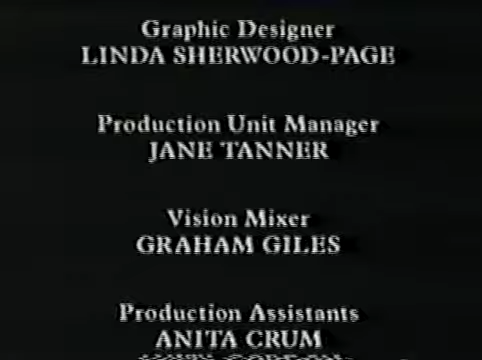 Graphic Designer
LINDA SHERWOOD-PAGE
Production Unit Manager
JANE TANNER
Vision Mixer
GRAHAM GILES
Production Assistants
ANITA CRUM